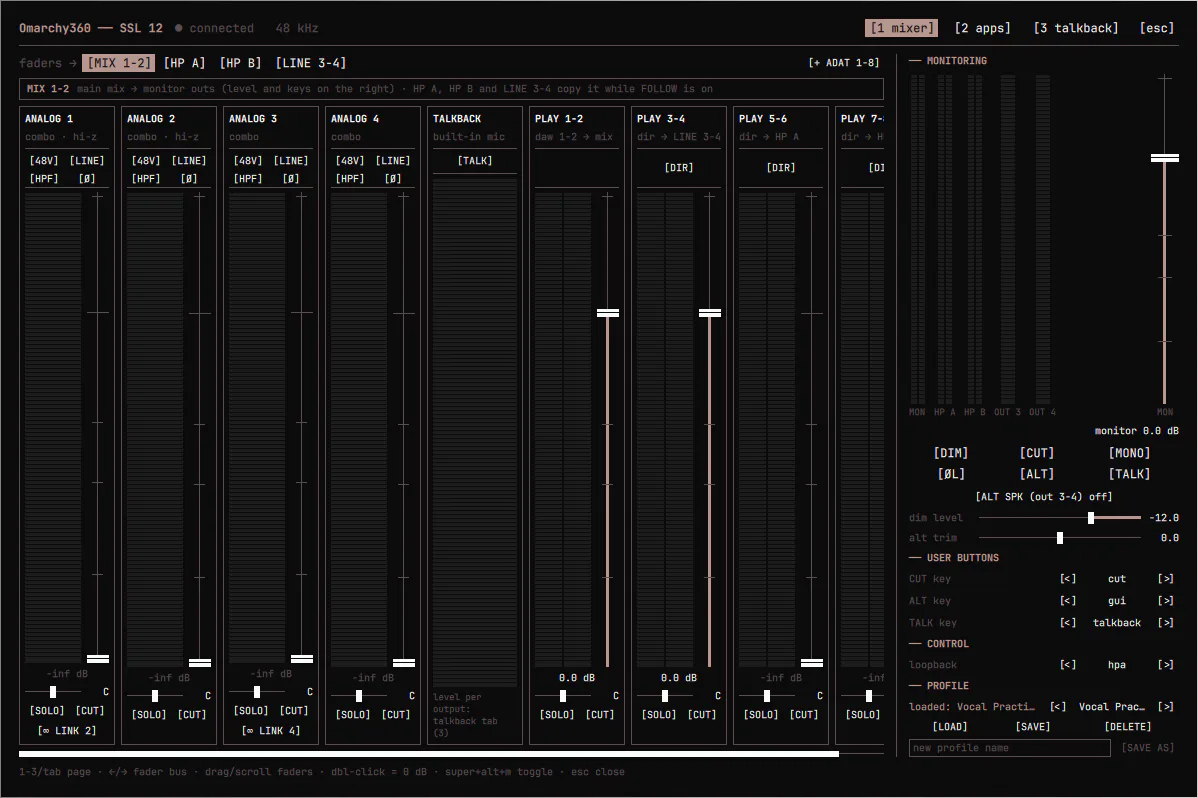 Omarchy360 — SSL 12 ● connected 48 kHz [1 mixer] [2 apps] [3 talkback] [esc]
faders → [MIX 1-2] [HP A] [HP B] [LINE 3-4] [+ ADAT 1-8]
MIX 1-2 main mix → monitor outs (level and keys on the right) · HP A, HP B and LINE 3-4 copy it while FOLLOW is on
ANALOG 1
combo · hi-z
[48V] [LINE]
[HPF] [Ø]
-inf dB
C
[SOLO] [CUT]
[∞ LINK 2]
ANALOG 2
combo · hi-z
[48V] [LINE]
[HPF] [Ø]
-inf dB
C
[SOLO] [CUT]
ANALOG 3
combo
[48V] [LINE]
[HPF] [Ø]
-inf dB
C
[SOLO] [CUT]
[∞ LINK 4]
ANALOG 4
combo
[48V] [LINE]
[HPF] [Ø]
-inf dB
C
[SOLO] [CUT]
TALKBACK
built-in mic
[TALK]
level per
output:
talkback tab
(3)
PLAY 1-2
daw 1-2 → mix
0.0 dB
C
[SOLO] [CUT]
PLAY 3-4
dir → LINE 3-4
[DIR]
0.0 dB
C
[SOLO] [CUT]
PLAY 5-6
dir → HP A
[DIR]
-inf dB
C
[SOLO] [CUT]
PLAY 7-
dir → H
[DI
-inf
[SOLO]
— MONITORING
MON HP A HP B OUT 3 OUT 4 MON
monitor 0.0 dB
[DIM] [CUT] [MONO]
[ØL] [ALT] [TALK]
[ALT SPK (out 3-4) off]
dim level -12.0
alt trim 0.0
— USER BUTTONS
CUT key [<] cut [>]
ALT key [<] gui [>]
TALK key [<] talkback [>]
— CONTROL
loopback [<] hpa [>]
— PROFILE
loaded: Vocal Practi… [<] Vocal Prac… [>]
[LOAD] [SAVE] [DELETE]
new profile name [SAVE AS]
1-3/tab page · ←/→ fader bus · drag/scroll faders · dbl-click = 0 dB · super+alt+m toggle · esc close